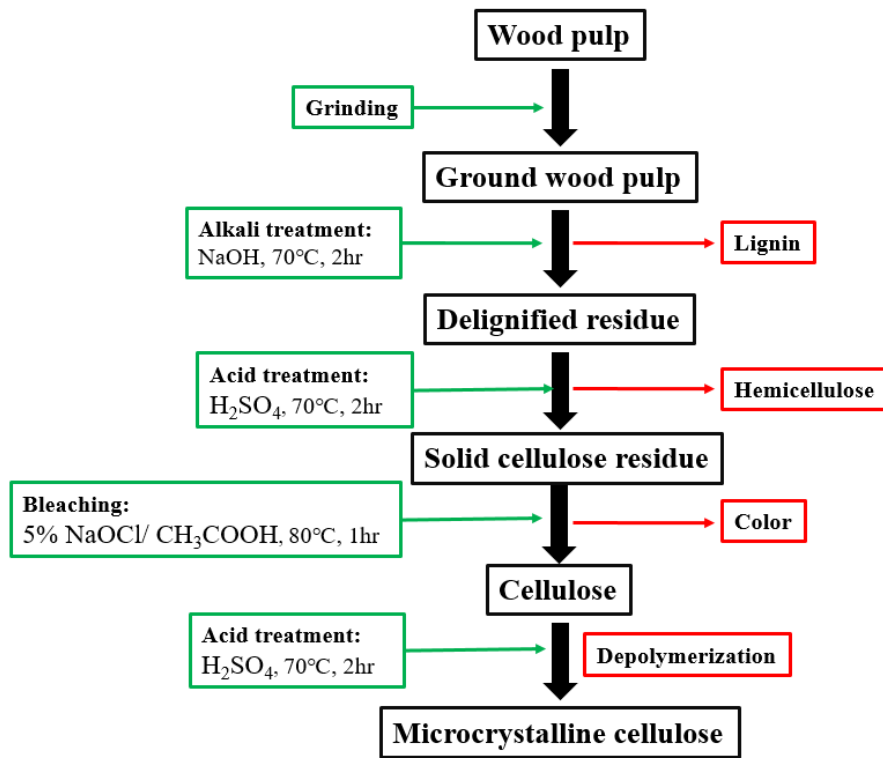 Wood pulp
Grinding
Ground wood pulp
Alkali treatment:
NaOH, 70℃, 2hr
Lignin
Delignified residue
Acid treatment:
H₂SO₄, 70℃, 2hr
Hemicellulose
Solid cellulose residue
Bleaching:
5% NaOCl/ CH₃COOH, 80℃, 1hr
Color
Cellulose
Acid treatment:
H₂SO₄, 70℃, 2hr
Depolymerization
Microcrystalline cellulose